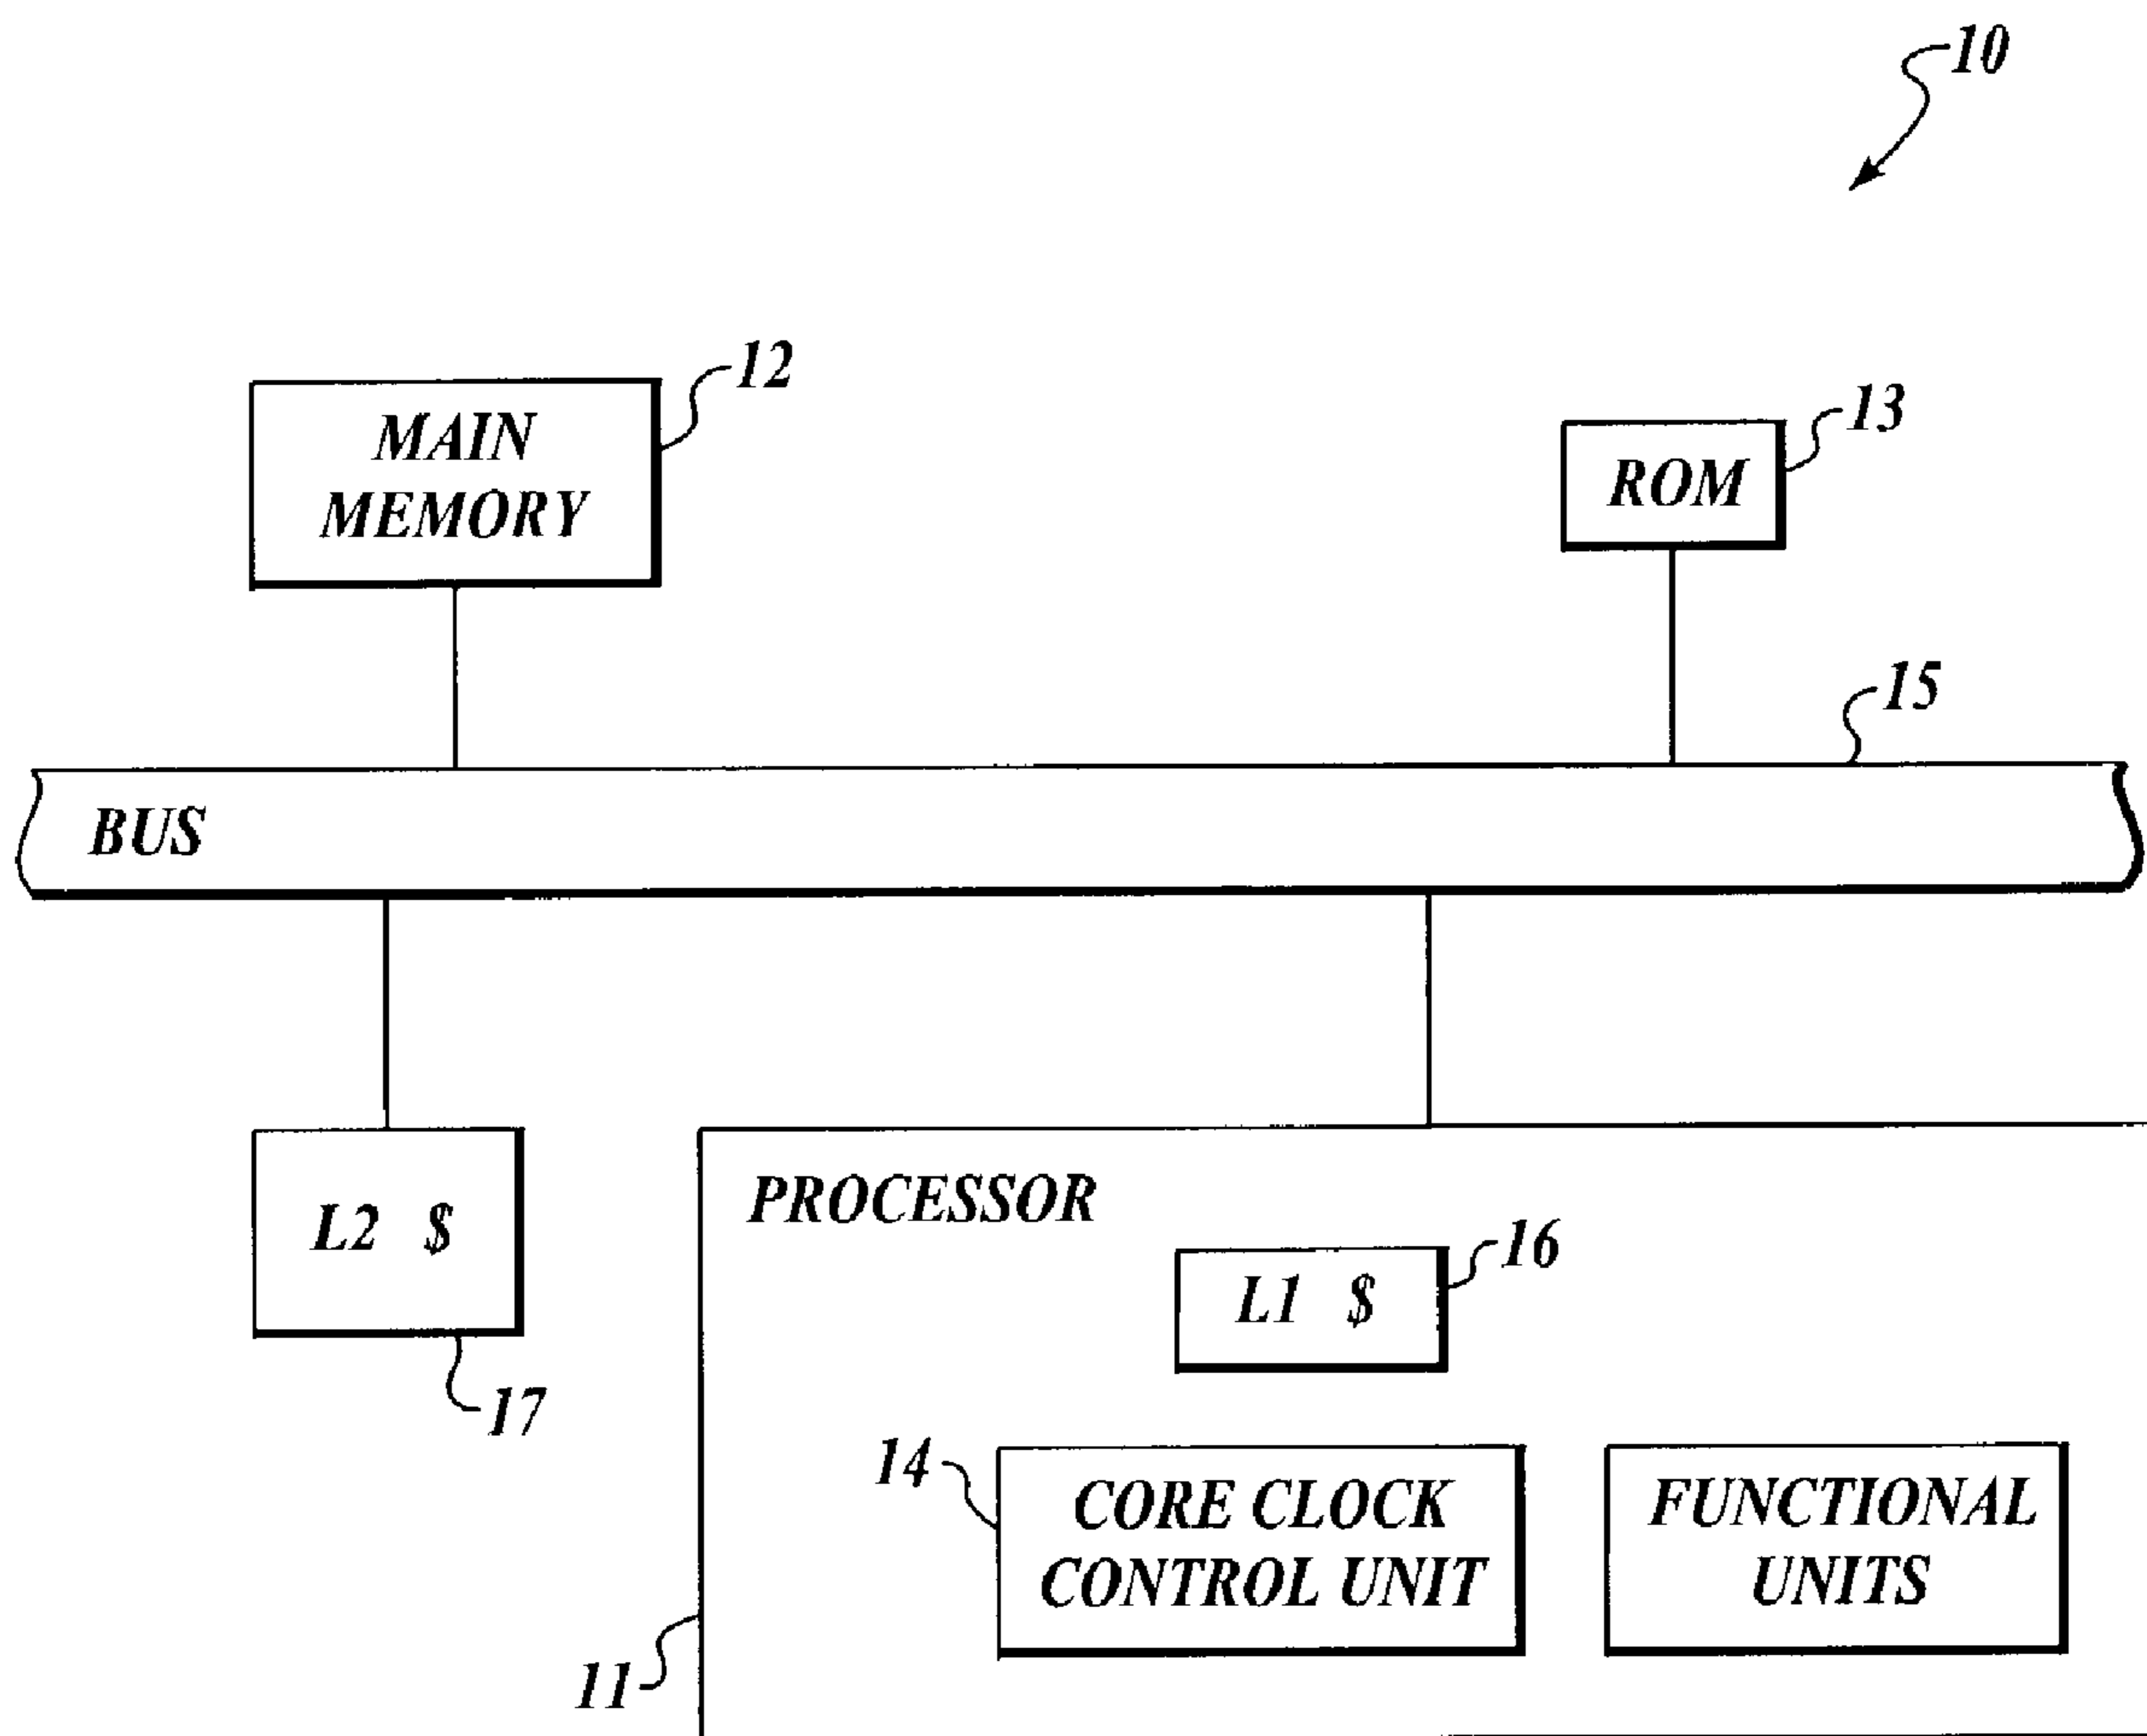 10
12
MAIN
MEMORY
13
ROM
15
BUS
L2 $
17
PROCESSOR
16
L1 $
14
CORE CLOCK
CONTROL UNIT
FUNCTIONAL
UNITS
11